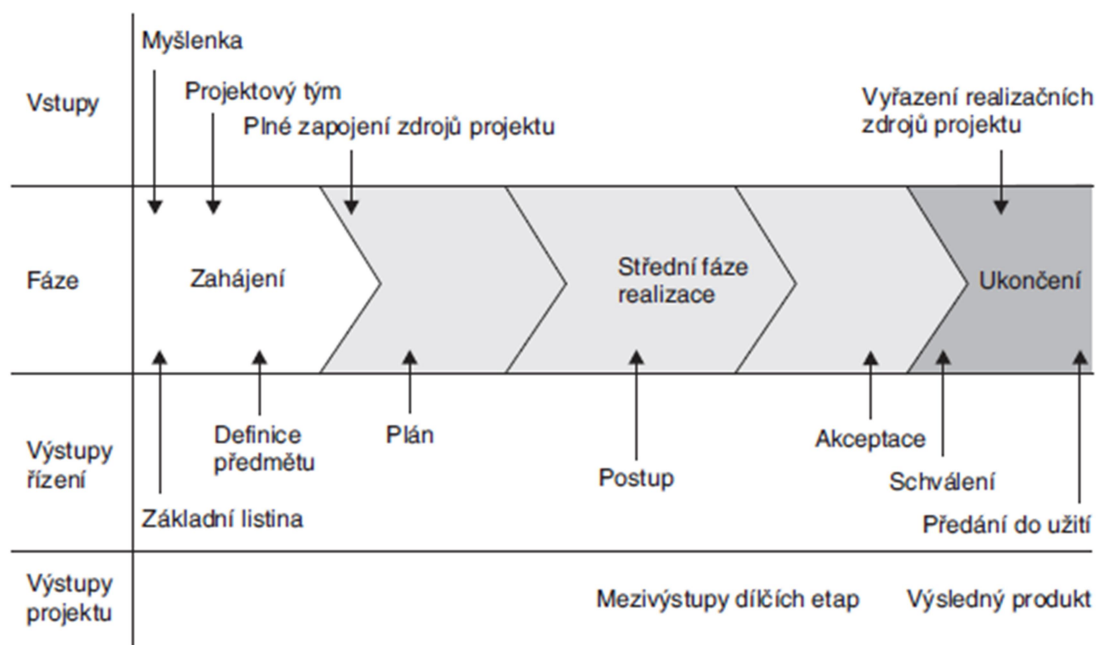 Myšlenka
Vstupy
Projektový tým
Plné zapojení zdrojů projektu
Vyřazení realizačních
zdrojů projektu
Fáze
Zahájení
Střední fáze
realizace
Ukončení
Výstupy
řízení
Definice
předmětu
Plán
Akceptace
Postup
Schválení
Základní listina
Předání do užití
Výstupy
projektu
Mezivýstupy dílčích etap
Výsledný produkt